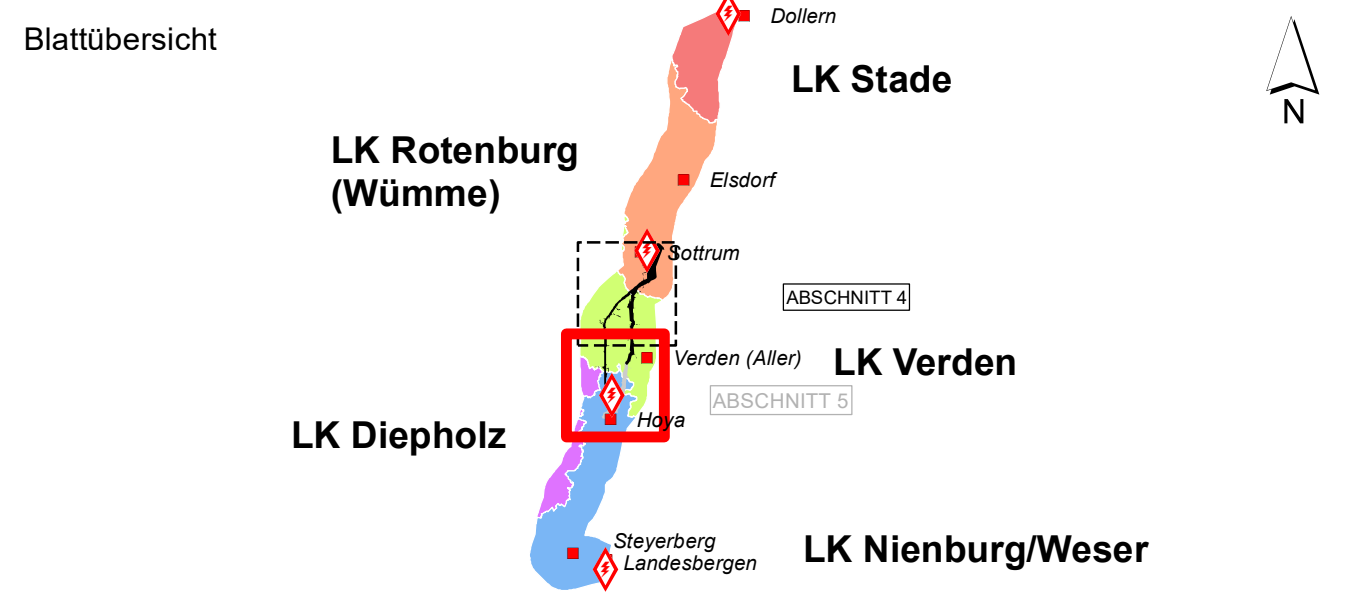 Blattübersicht
Dollern
LK Stade
N
LK Rotenburg
(Wümme)
Elsdorf
Sottrum
ABSCHNITT 4
Verden (Aller)
LK Verden
ABSCHNITT 5
Hoya
LK Diepholz
Steyerberg
Landesbergen
LK Nienburg/Weser